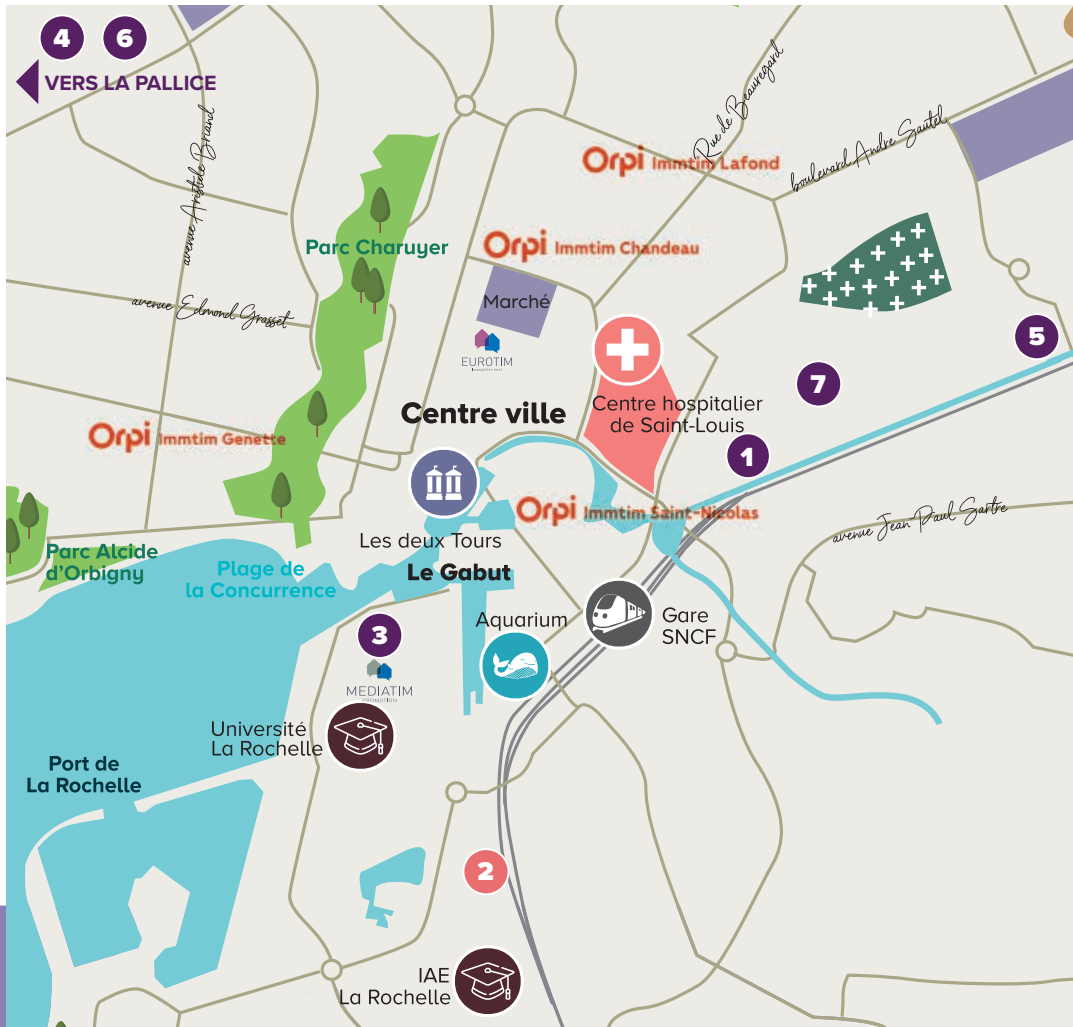 4
6
VERS LA PALLICE
avenue Aristide Briand
Rue de Beauregard
boulevard Andre Sautel
Orpi Immtim Lafond
Parc Charuyer
Orpi Immtim Chandeau
avenue Edmond Grasset
Marché
EUROTIM
5
7
Centre ville
Centre hospitalier
de Saint-Louis
Orpi Immtim Genette
1
Orpi Immtim Saint-Nicolas
avenue Jean Paul Sartre
Les deux Tours
Parc Alcide
d'Orbigny
Plage de
la Concurrence
Le Gabut
Aquarium
Gare
SNCF
3
MEDIATIM
PROMOTION
Université
La Rochelle
Port de
La Rochelle
2
IAE
La Rochelle